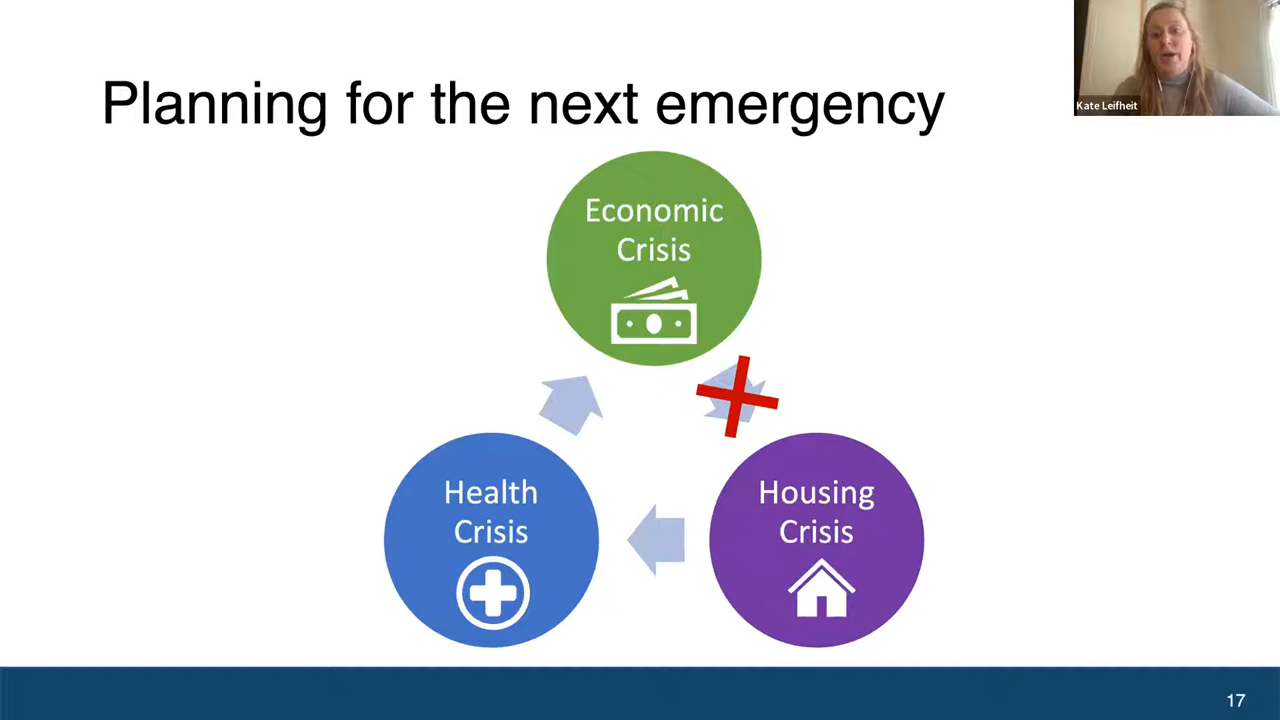 Planning for the next emergency
Kate Leifheit
Economic
Crisis
Health
Crisis
Housing
Crisis
17